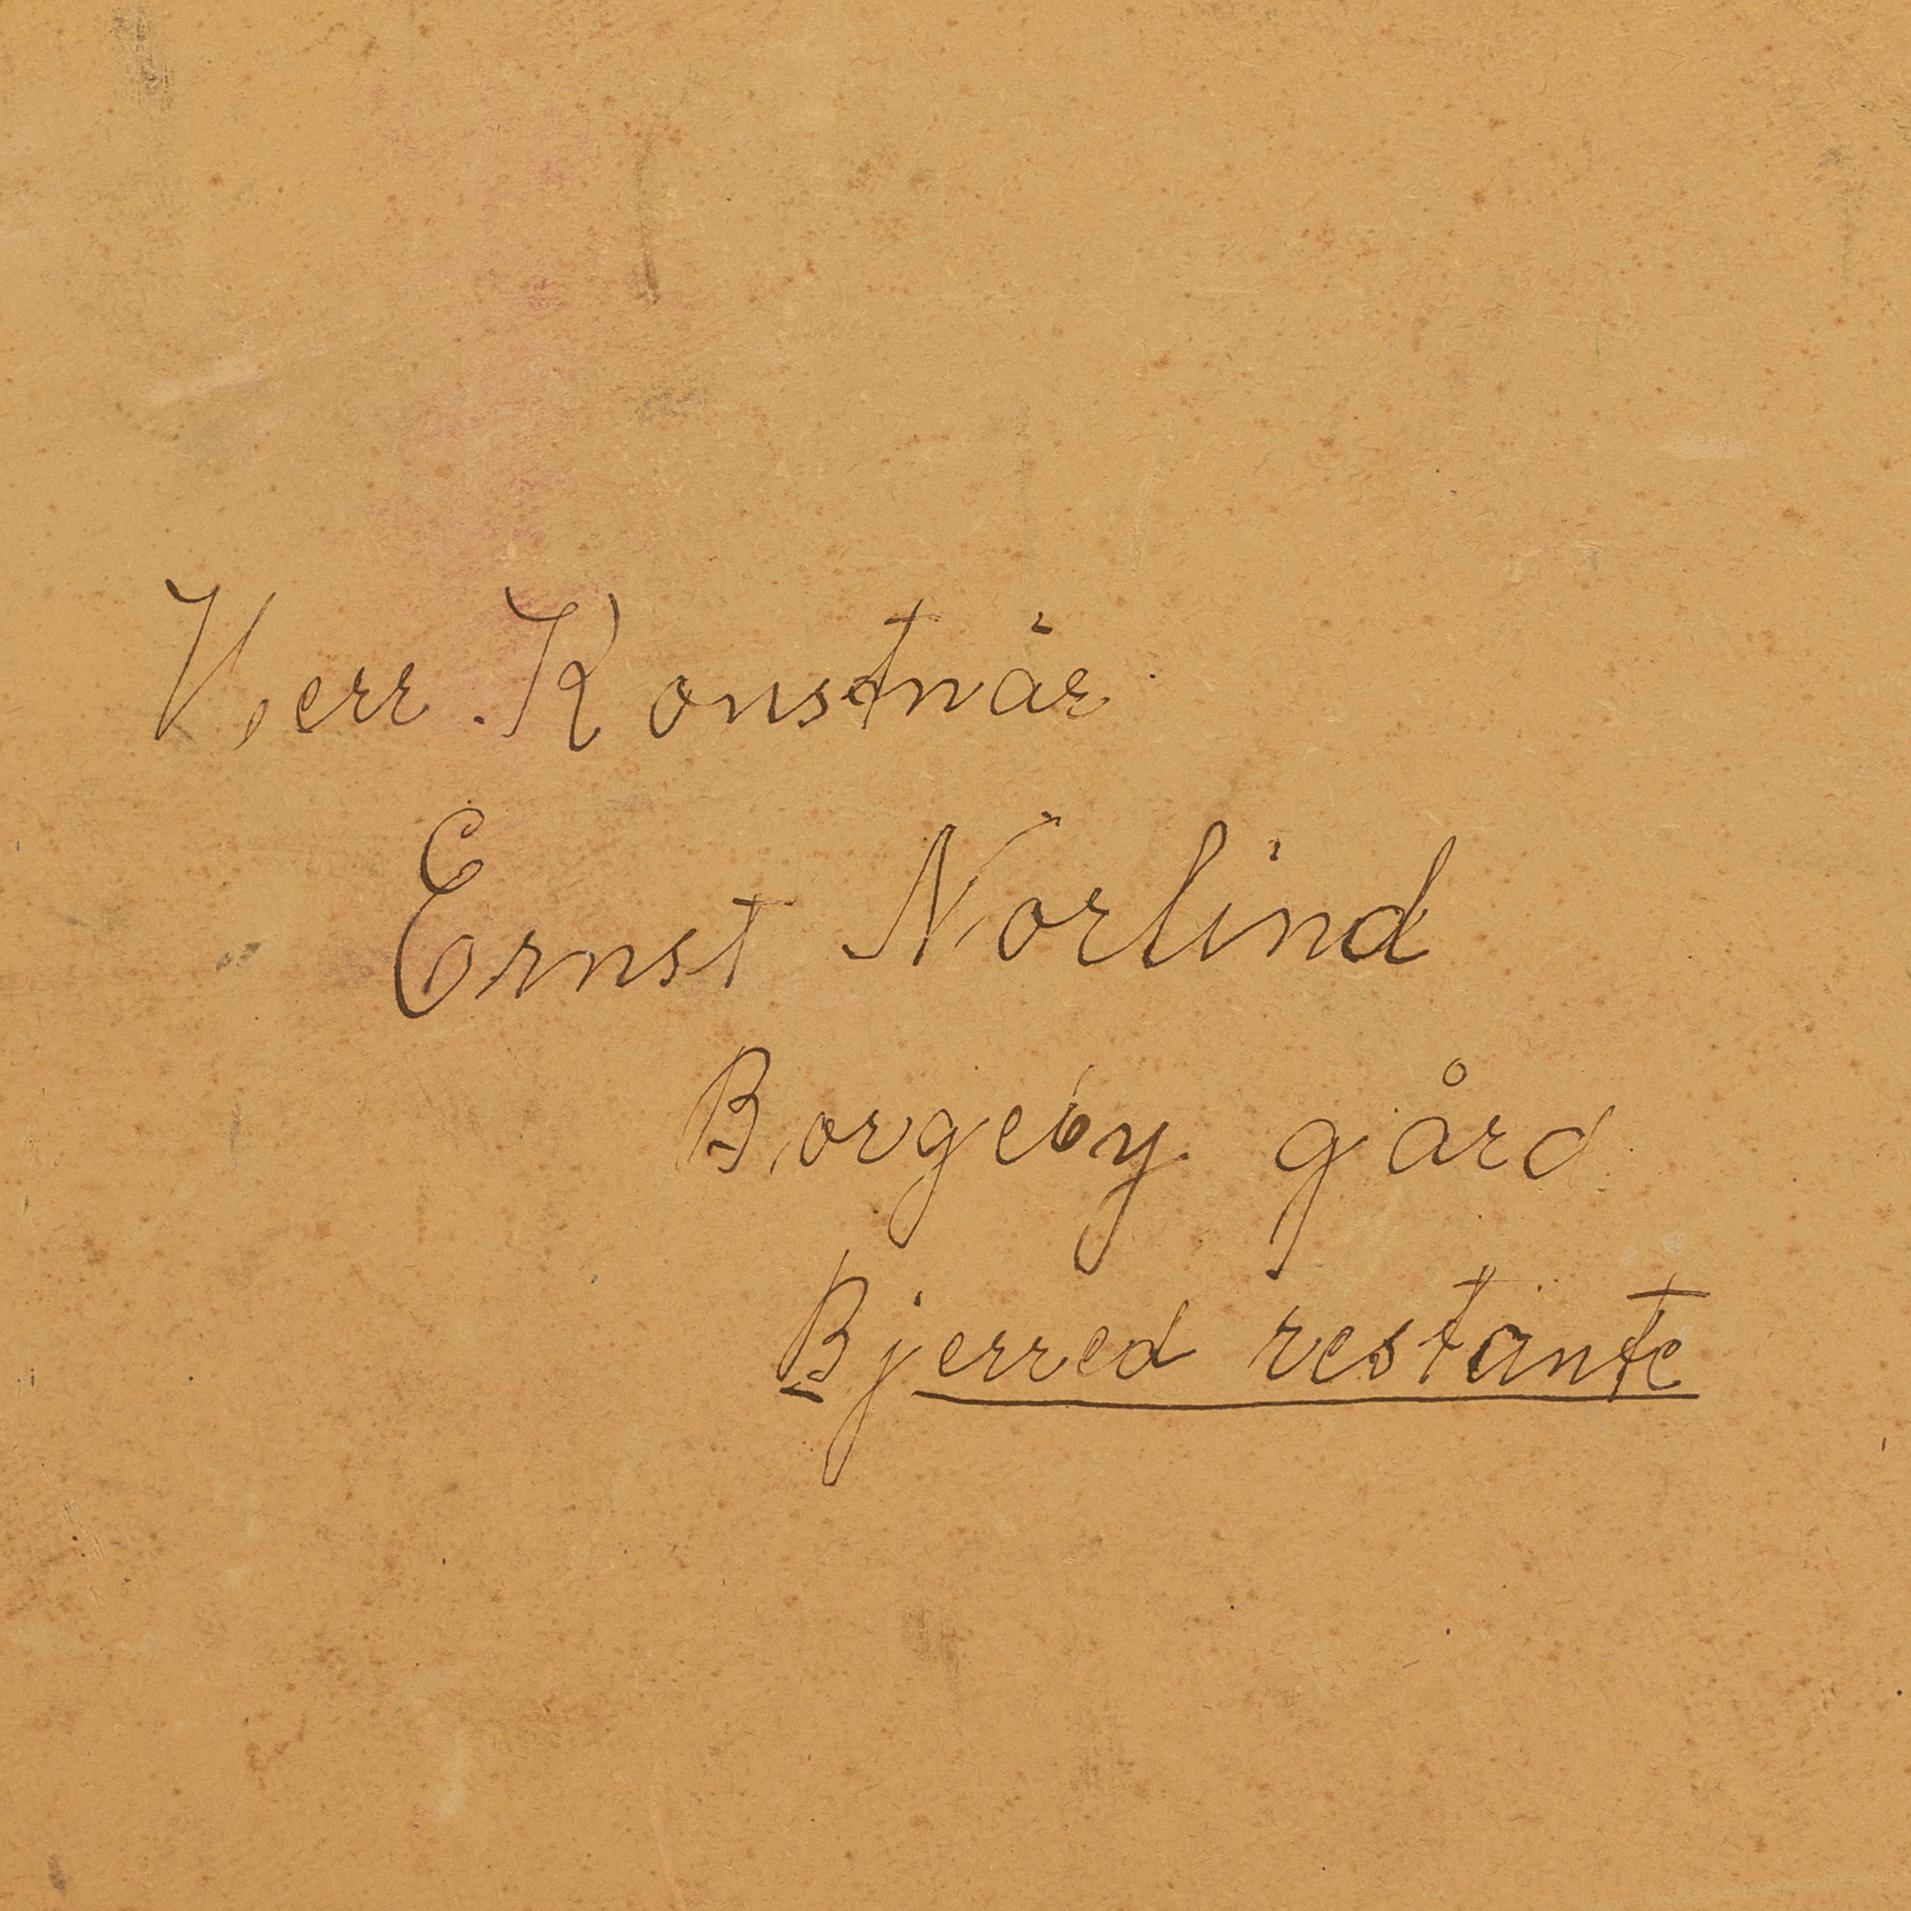 Herr Konstnär
Ernst Norlind
Borgeby gård
Bjerred restante